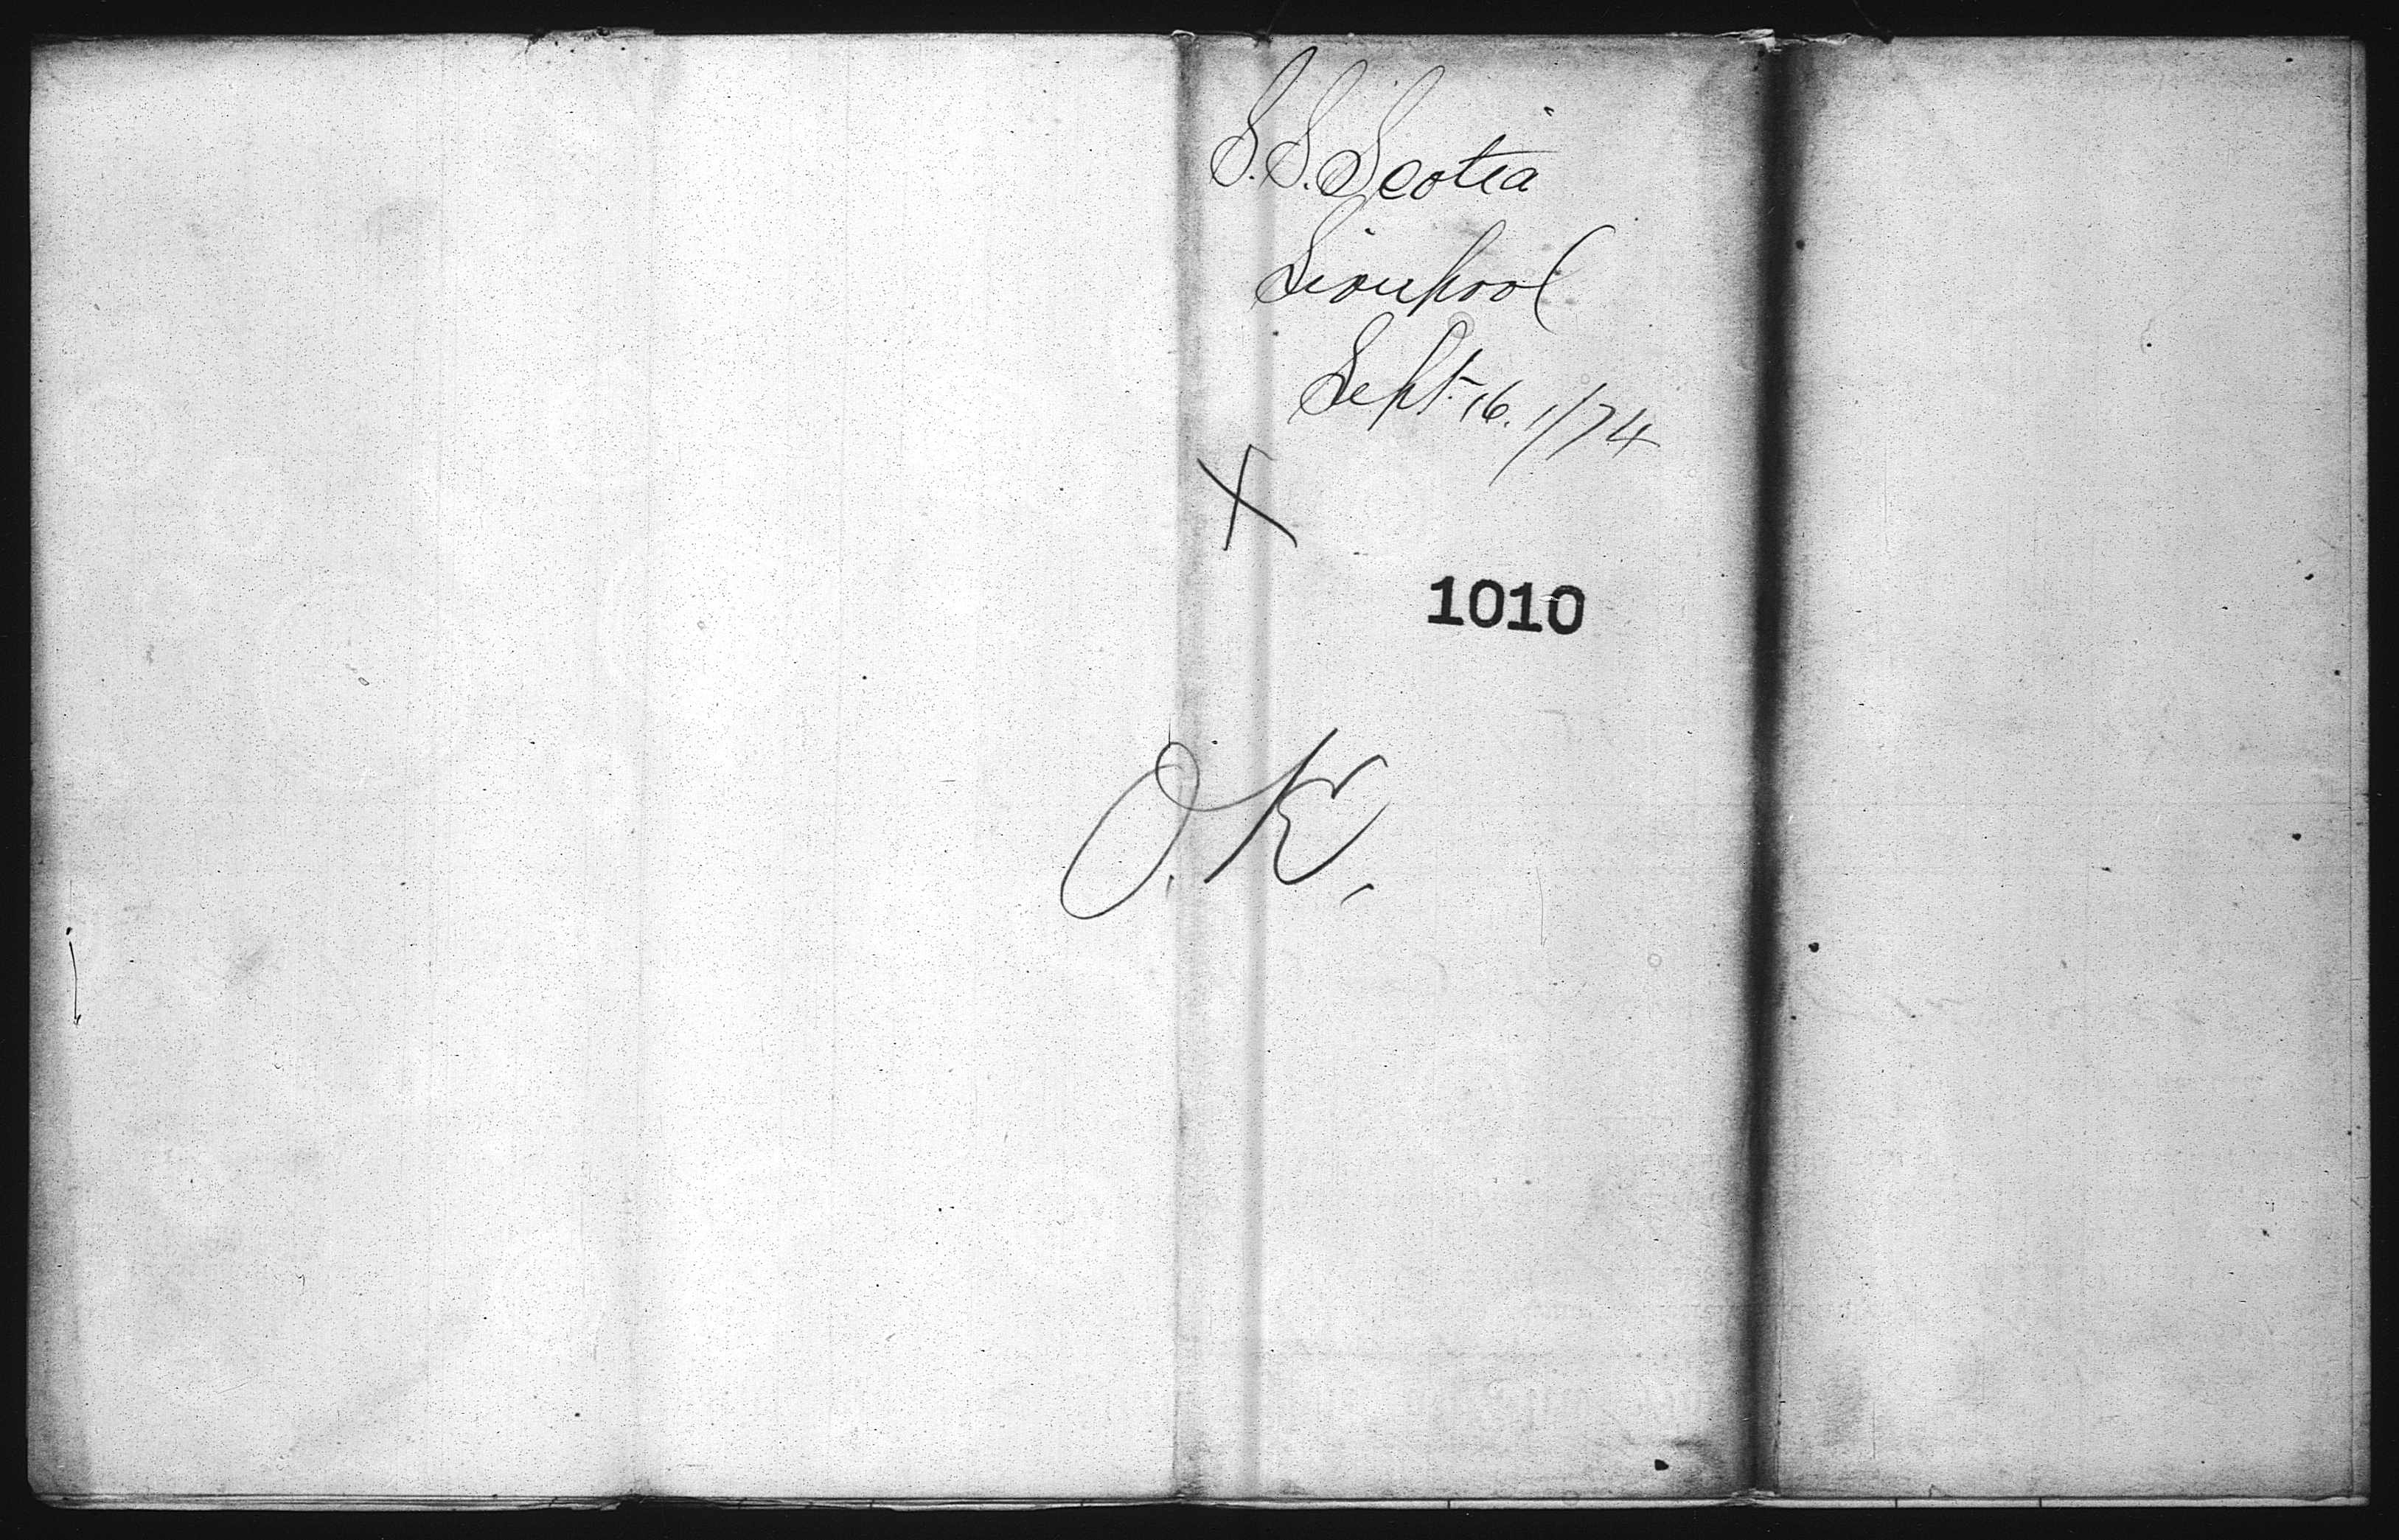 S.S. Scotia
Liverpool
Sept. 16. 1/74
X
1010
O.K.